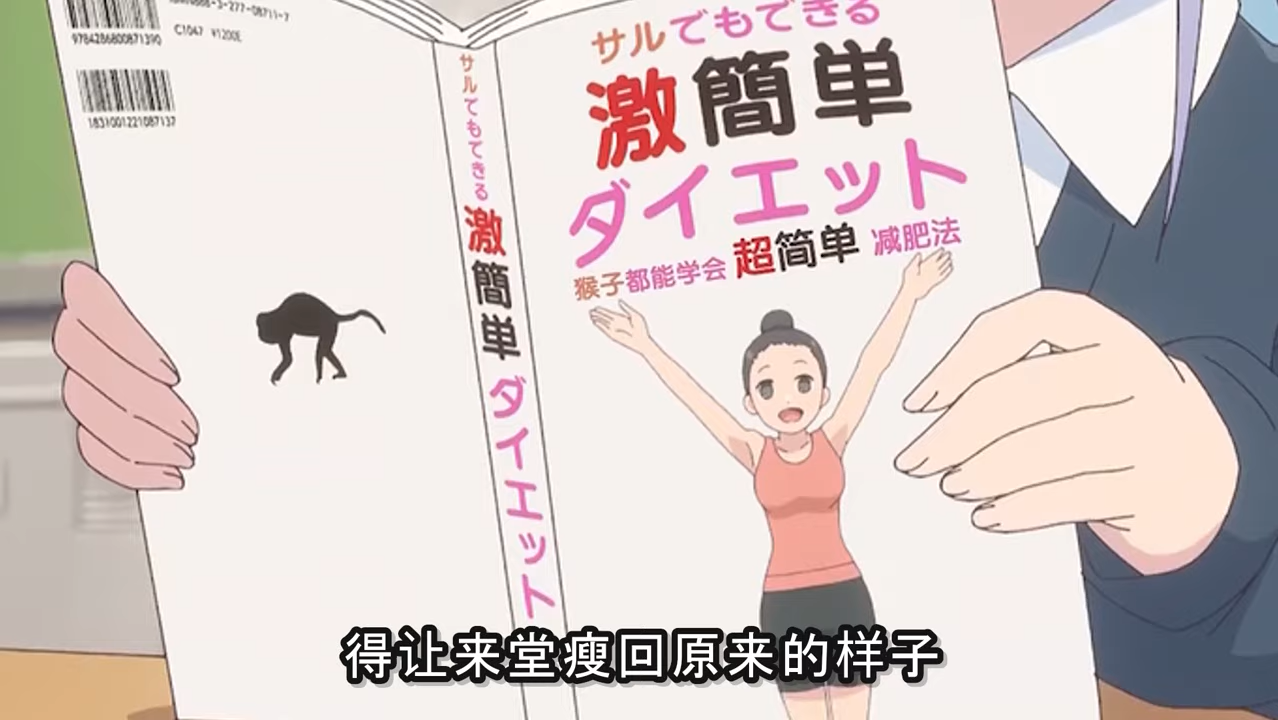 9784286800871390
C1047 ¥1200E
1831001221087137
サルでもできる激簡単ダイエット
サルでもできる
激簡単
ダイエット
猴子都能学会 超简单 减肥法
得让来堂瘦回原来的样子